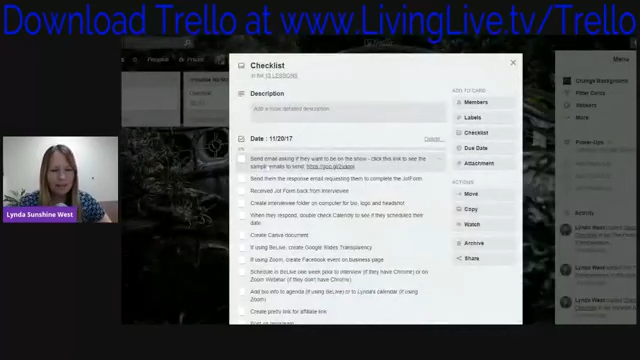 Download Trello at www.LivingLive.tv/Trello
Checklist
in list 13 LESSONS
Description
Add a more detailed description
Date : 11/20/17
Delete...
Send email asking if they want to be on the show - click this link to see the
sample emails to send
Send them the response email requesting them to complete the JotForm
Received Jot Form back from interviewee
Create interviewee folder on computer for bio, logo and headshot
When they respond, double check Calendly to see if they scheduled their
date
Create Canva document
If using BeLive, create Google Slides Transparency
If using Zoom, create Facebook event on business page
Schedule in BeLive one week prior to interview (if they have Chrome) or on
Zoom Webinar (if they don't have Chrome)
Add bio info to agenda (if using BeLive) or to Lynda's calendar (if using
Zoom)
Create pretty link for affiliate link
ADD TO CARD
Members
Labels
Checklist
Due Date
Attachment
ACTIONS
Move
Copy
Watch
Archive
Share
Menu
Change Background
Filter Cards
Stickers
More
Power-Ups
Activity
Lynda West
Lynda West
Lynda West
Lynda Sunshine West